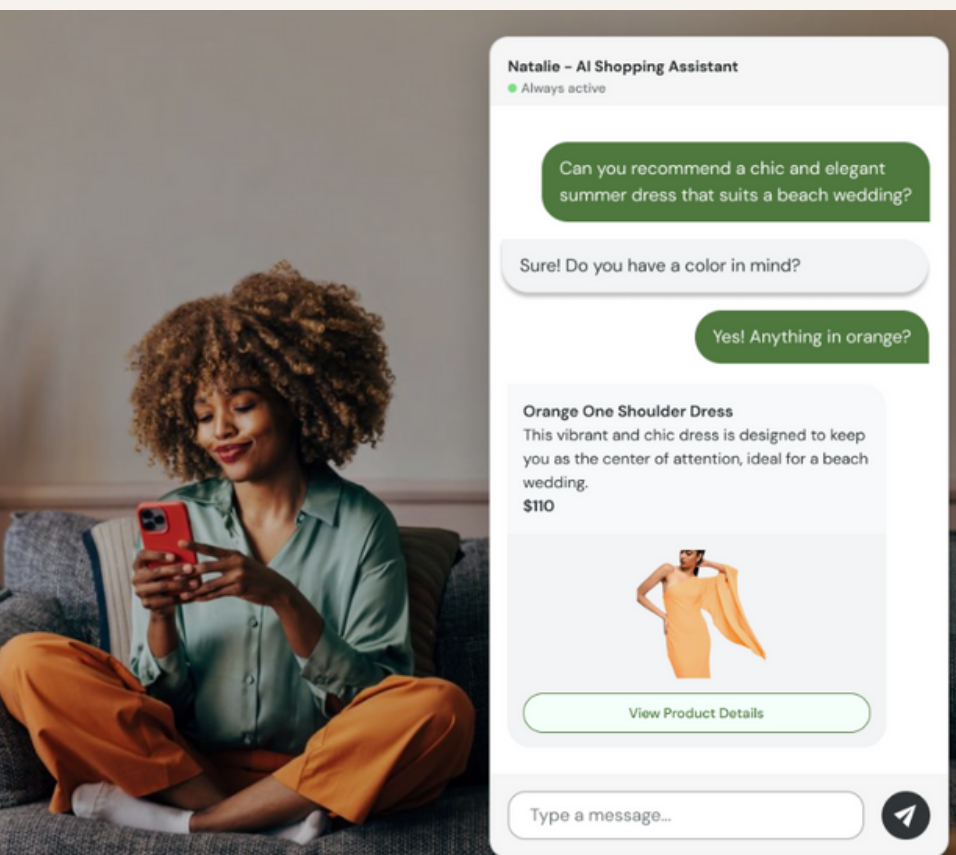 Natalie - AI Shopping Assistant
Always active
Can you recommend a chic and elegant
summer dress that suits a beach wedding?
Sure! Do you have a color in mind?
Yes! Anything in orange?
Orange One Shoulder Dress
This vibrant and chic dress is designed to keep
you as the center of attention, ideal for a beach
wedding.
$110
View Product Details
Type a message...